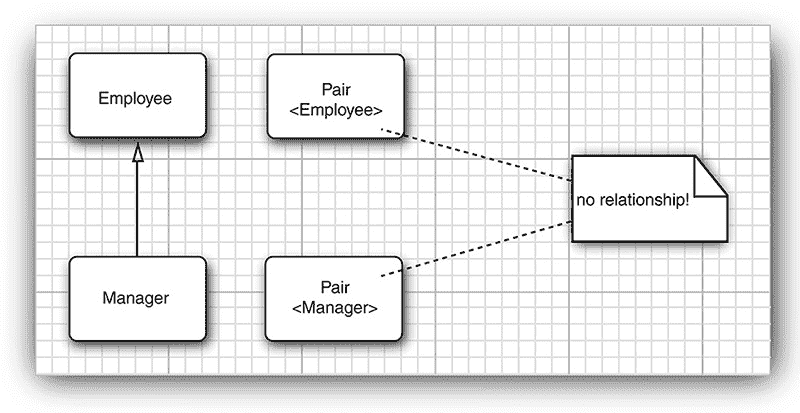 Employee
Pair
<Employee>
no relationship!
Manager
Pair
<Manager>